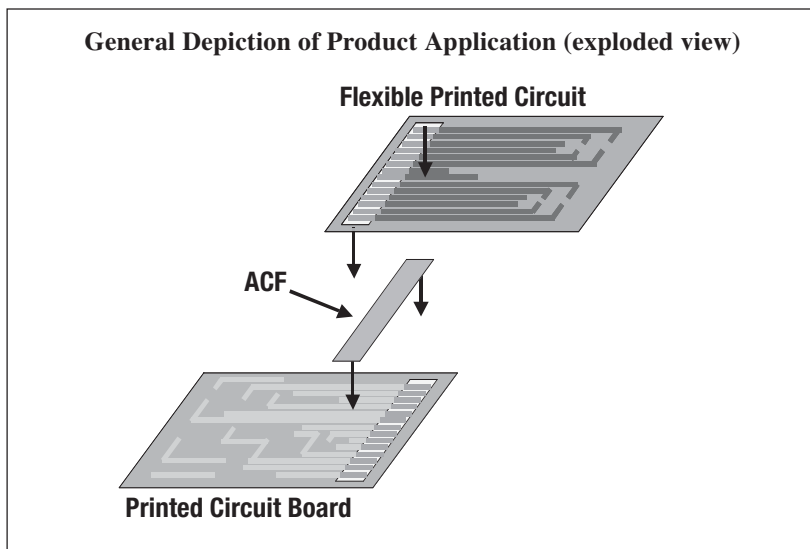 General Depiction of Product Application (exploded view)
Flexible Printed Circuit
ACF
Printed Circuit Board